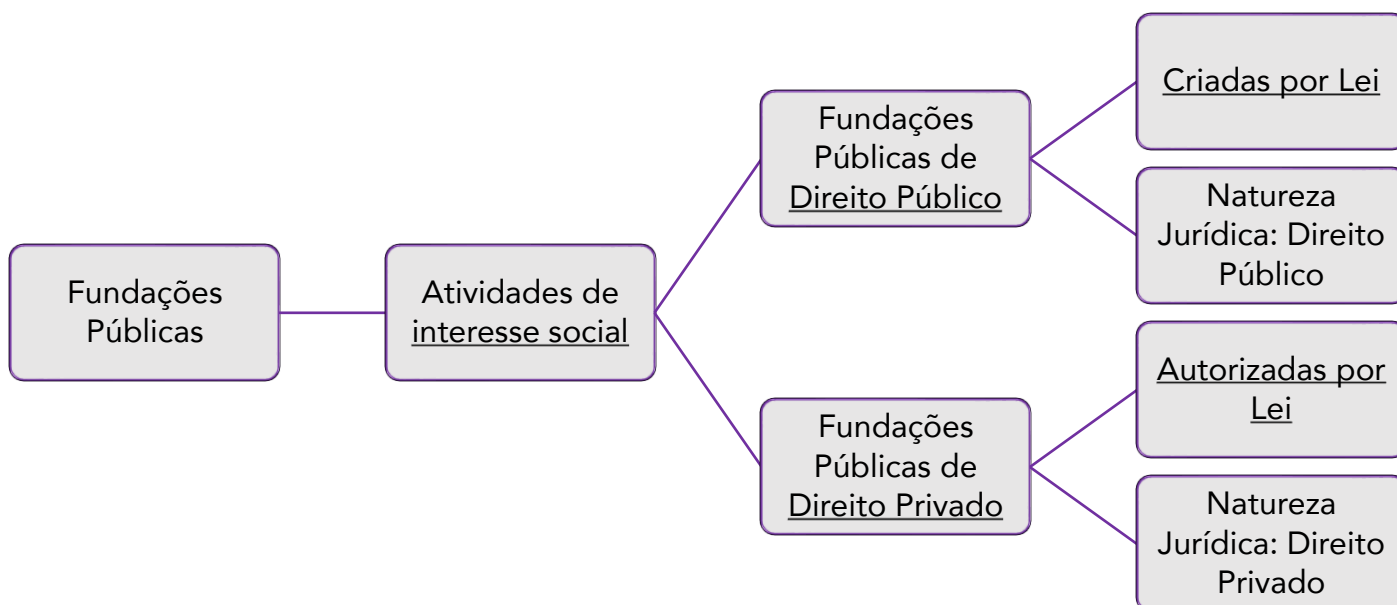 Fundações
Públicas
Atividades de
interesse social
Fundações
Públicas de
Direito Público
Criadas por Lei
Natureza
Jurídica: Direito
Público
Fundações
Públicas de
Direito Privado
Autorizadas por
Lei
Natureza
Jurídica: Direito
Privado